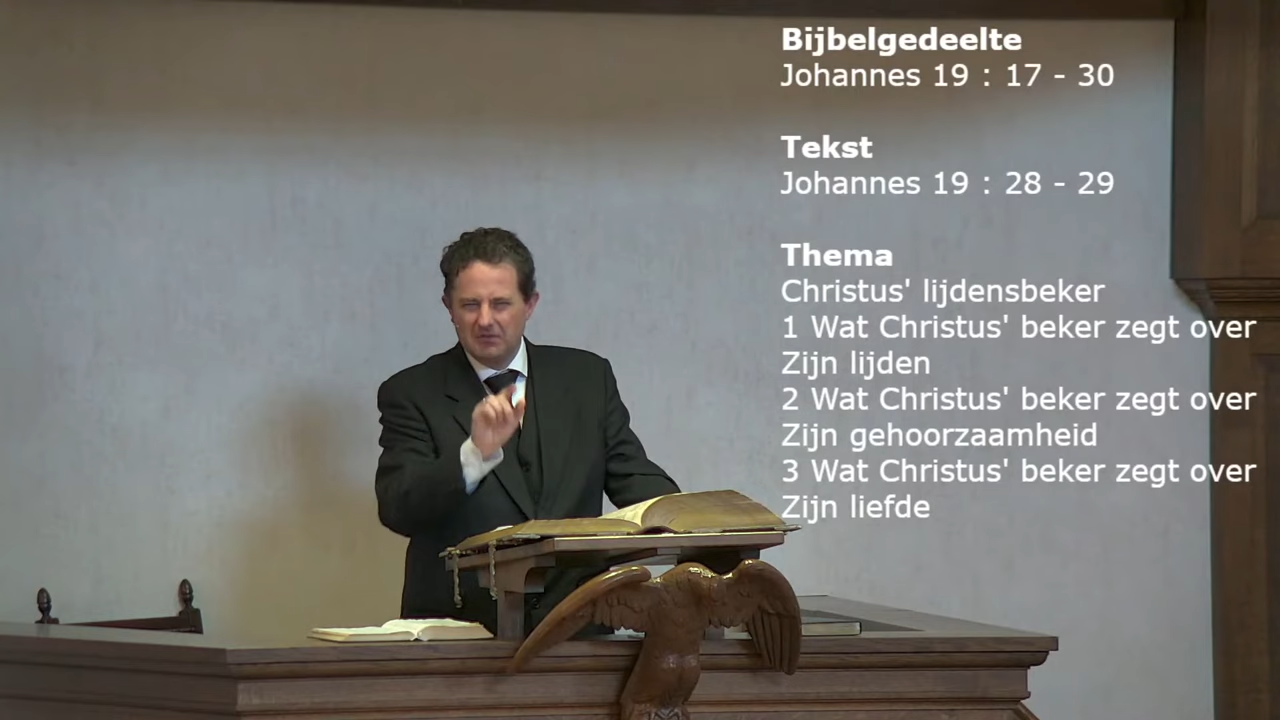 Bijbelgedeelte
Johannes 19 : 17 - 30
Tekst
Johannes 19 : 28 - 29
Thema
Christus' lijdensbeker
1 Wat Christus' beker zegt over
Zijn lijden
2 Wat Christus' beker zegt over
Zijn gehoorzaamheid
3 Wat Christus' beker zegt over
Zijn liefde